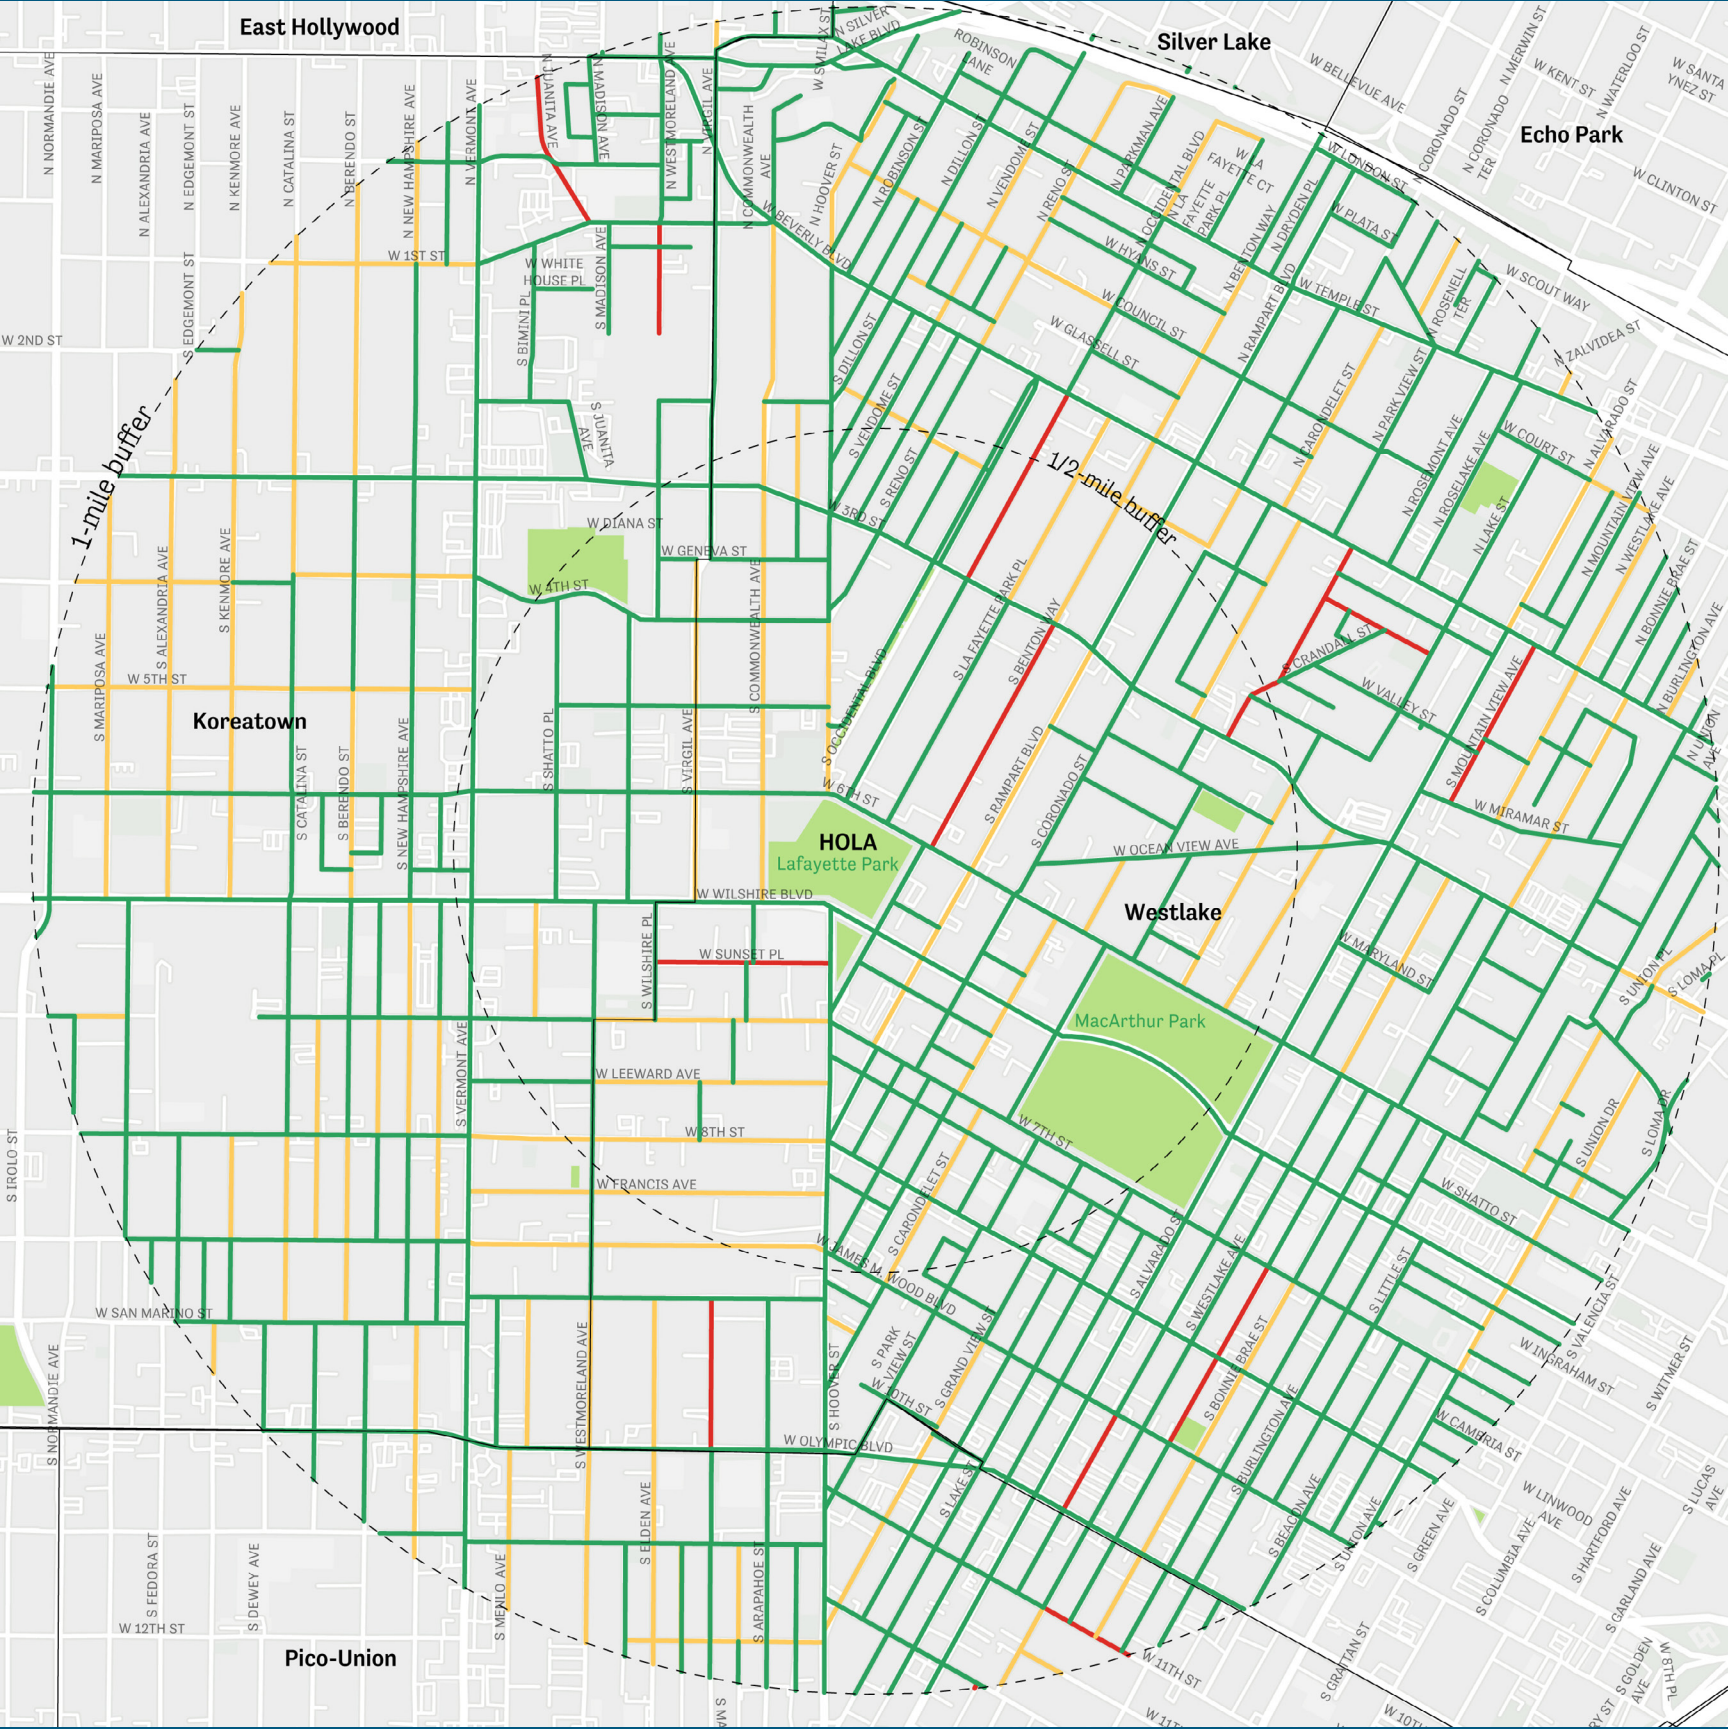 East Hollywood
Silver Lake
Echo Park
Koreatown
HOLA
Lafayette Park
Westlake
MacArthur Park
Pico-Union
1-mile buffer
1/2-mile buffer
N NORMANDIE AVE
N MARIPOSA AVE
N ALEXANDRIA AVE
N EDGEMONT ST
N KENMORE AVE
N CATALINA ST
N BERENDO ST
N NEW HAMPSHIRE AVE
N VERMONT AVE
N JUANITA AVE
N MADISON AVE
N WESTMORELAND AVE
N VIRGIL AVE
N COMMONWEALTH
AVE
W SMILAX ST
N SILVER
LAKE BLVD
ROBINSON
LANE
N HOOVER ST
N ROBINSON ST
N DILLON ST
N VENDOME ST
N RENO ST
N PARKMAN AVE
N OCCIDENTAL BLVD
N LA
FAYETTE
PARK PL
W LA
FAYETTE CT
N BENTON WAY
N DRYDEN PL
W LONDON ST
W PLATA ST
W BELLEVUE AVE
N CORONADO ST
N CORONADO
TER
N MERWIN ST
W KENT ST
N WATERLOO ST
W SANTA
YNEZ ST
W CLINTON ST
W SCOUT WAY
N ZALVIDEA ST
W BEVERLY BLVD
W HYANS ST
W COUNCIL ST
W GLASSELL ST
N RAMPART BLVD
W TEMPLE ST
N ROSENELL
TER
N CARONDELET ST
N PARK VIEW ST
N ROSEMONT AVE
N ROSELAKE AVE
W COURT ST
N LAKE ST
N ALVARADO ST
N MOUNTAIN VIEW AVE
N WESTLAKE AVE
N BONNIE BRAE ST
N BURLINGTON AVE
N UNION
AVE
W 1ST ST
W WHITE
HOUSE PL
S BIMINI PL
S MADISON AVE
S EDGEMONT ST
W 2ND ST
S JUANITA
AVE
S DILLON ST
S VENDOME ST
S RENO ST
W 3RD ST
W DIANA ST
W GENEVA ST
W 4TH ST
S KENMORE AVE
S ALEXANDRIA AVE
S MARIPOSA AVE
W 5TH ST
S SHATTO PL
S VIRGIL AVE
S COMMONWEALTH AVE
S OCCIDENTAL BLVD
S LA FAYETTE PARK PL
S BENTON WAY
S RAMPART BLVD
S CORONADO ST
S CRANDALL ST
W VALLEY ST
S MOUNTAIN VIEW AVE
W MIRAMAR ST
W OCEAN VIEW AVE
W 6TH ST
S CATALINA ST
S BERENDO ST
S NEW HAMPSHIRE AVE
W WILSHIRE BLVD
S WILSHIRE PL
W SUNSET PL
W MARYLAND ST
S UNION PL
S LOMA PL
S VERMONT AVE
W LEEWARD AVE
W 7TH ST
W 8TH ST
W FRANCIS AVE
S CARONDELET ST
W SHATTO ST
S UNION DR
S LOMA DR
S IROLO ST
W JAMES M. WOOD BLVD
S ALVARADO ST
S WESTLAKE AVE
S LITTLE ST
S VALENCIA ST
W SAN MARINO ST
S NORMANDIE AVE
S WESTMORELAND AVE
S HOOVER ST
S PARK
VIEW ST
S GRAND VIEW ST
S BONNIE BRAE ST
W INGRAHAM ST
S WITMER ST
W 10TH ST
W CAMBRIA ST
W OLYMPIC BLVD
S BURLINGTON AVE
S LAKE ST
S ELDEN AVE
S BEACON AVE
S UNION AVE
S GREEN AVE
W LINWOOD
AVE
S LUCAS
AVE
S COLUMBIA AVE
S HARTFORD AVE
S GARLAND AVE
S FEDORA ST
S DEWEY AVE
W 12TH ST
S MENLO AVE
S ARAPAHOE ST
W 11TH ST
S GRATTAN ST
S GOLDEN
AVE
W 8TH PL